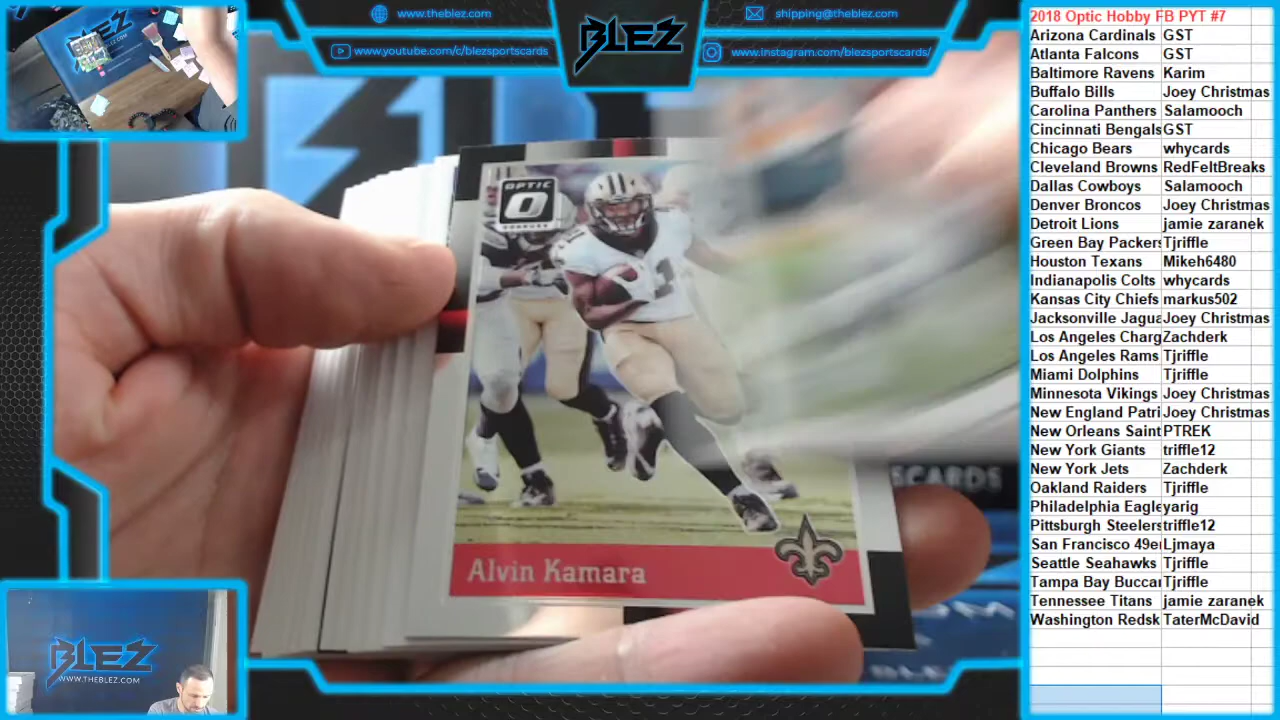 www.theblez.com
shipping@theblez.com
www.youtube.com/c/blezsportscards
BLEZ
www.instagram.com/blezsportscards/
2018 Optic Hobby FB PYT #7
Arizona Cardinals GST
Atlanta Falcons GST
Baltimore Ravens Karim
Buffalo Bills Joey Christmas
Carolina Panthers Salamooch
Cincinnati Bengals GST
Chicago Bears whycards
Cleveland Browns RedFeltBreaks
Dallas Cowboys Salamooch
Denver Broncos Joey Christmas
Detroit Lions jamie zaranek
Green Bay Packers Tjriffle
Houston Texans Mikeh6480
Indianapolis Colts whycards
Kansas City Chiefs markus502
Jacksonville Jagua Joey Christmas
Los Angeles Charg Zachderk
Los Angeles Rams Tjriffle
Miami Dolphins Tjriffle
Minnesota Vikings Joey Christmas
New England Patri Joey Christmas
New Orleans Saint PTREK
New York Giants triffle12
New York Jets Zachderk
Oakland Raiders Tjriffle
Philadelphia Eagle yarig
Pittsburgh Steelers triffle12
San Francisco 49e Ljmaya
Seattle Seahawks Tjriffle
Tampa Bay Buccar Tjriffle
Tennessee Titans jamie zaranek
Washington Redsk TaterMcDavid
OPTIC
DONRUSS
41
SCARDS
Alvin Kamara
BLEZ
WWW.THEBLEZ.COM